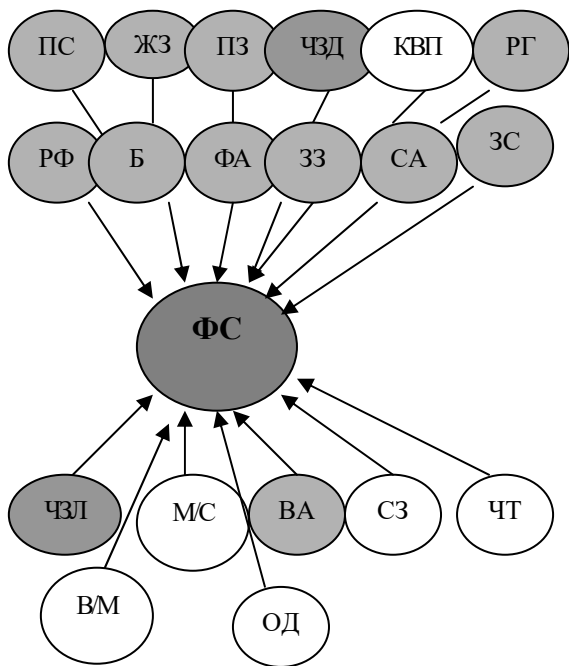 ПС ЖЗ ПЗ ЧЗД КВП РГ
РФ Б ФА ЗЗ СА ЗС
ФС
ЧЗЛ М/С ВА СЗ ЧТ
В/М ОД